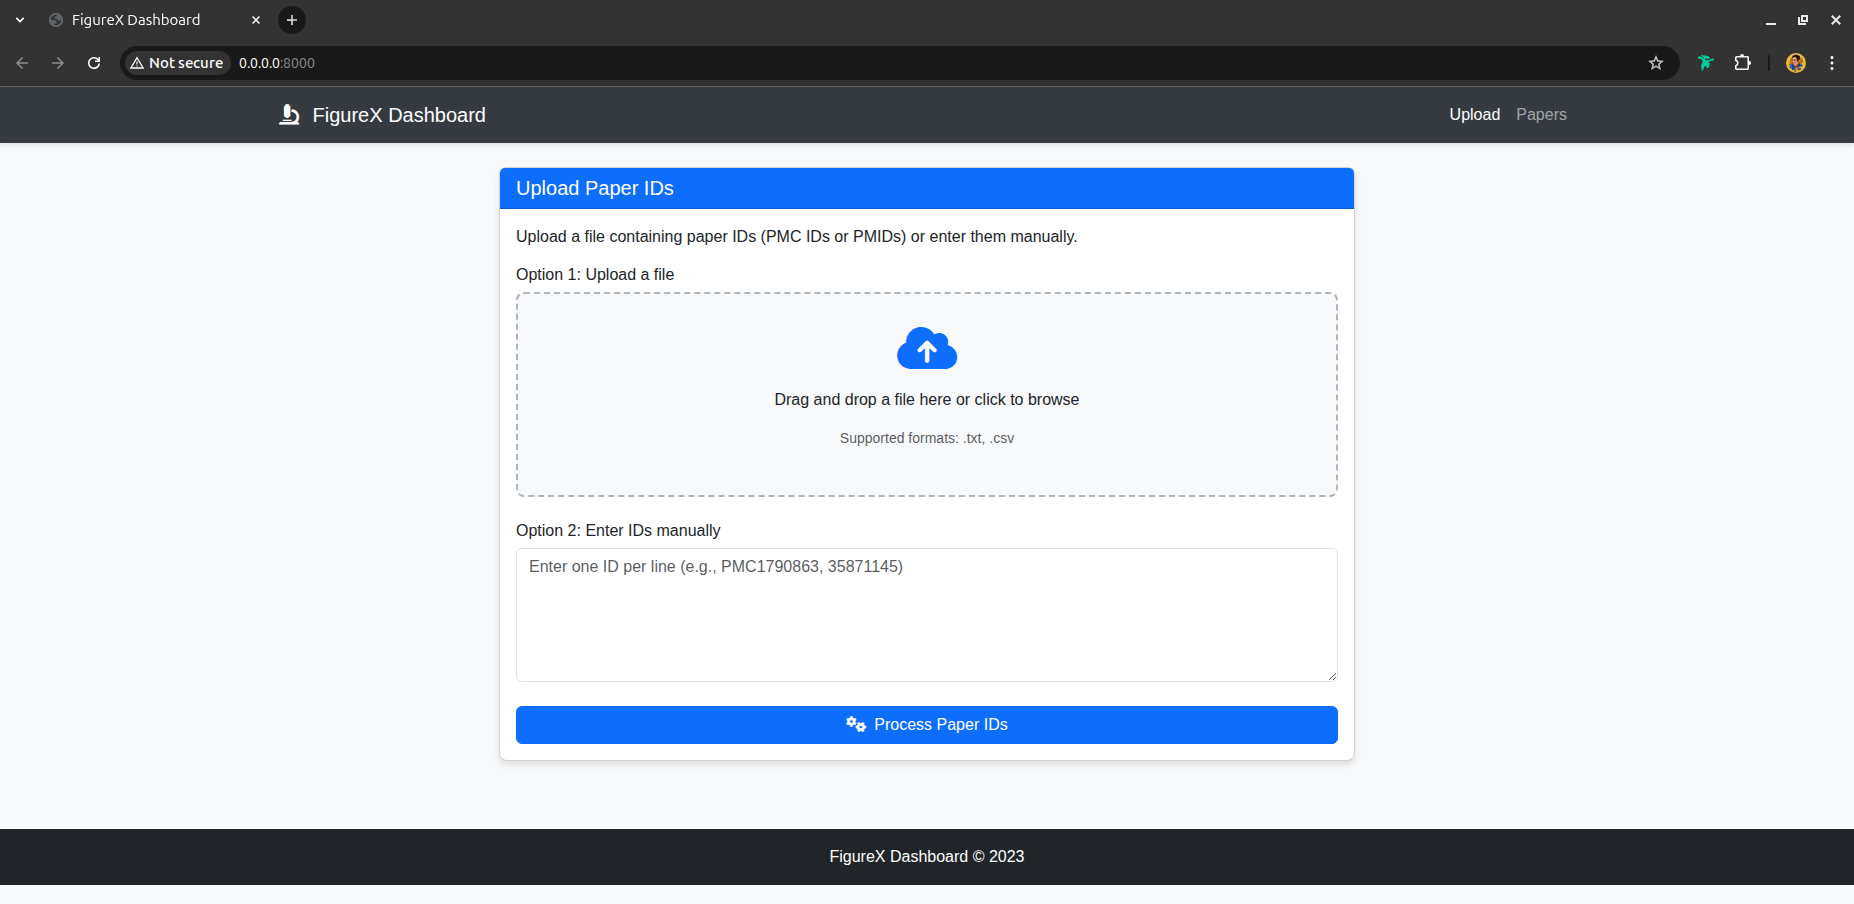 FigureX Dashboard
Not secure
0.0.0.0:8000
FigureX Dashboard
Upload
Papers
Upload Paper IDs
Upload a file containing paper IDs (PMC IDs or PMIDs) or enter them manually.
Option 1: Upload a file
Drag and drop a file here or click to browse
Supported formats: .txt, .csv
Option 2: Enter IDs manually
Enter one ID per line (e.g., PMC1790863, 35871145)
Process Paper IDs
FigureX Dashboard © 2023